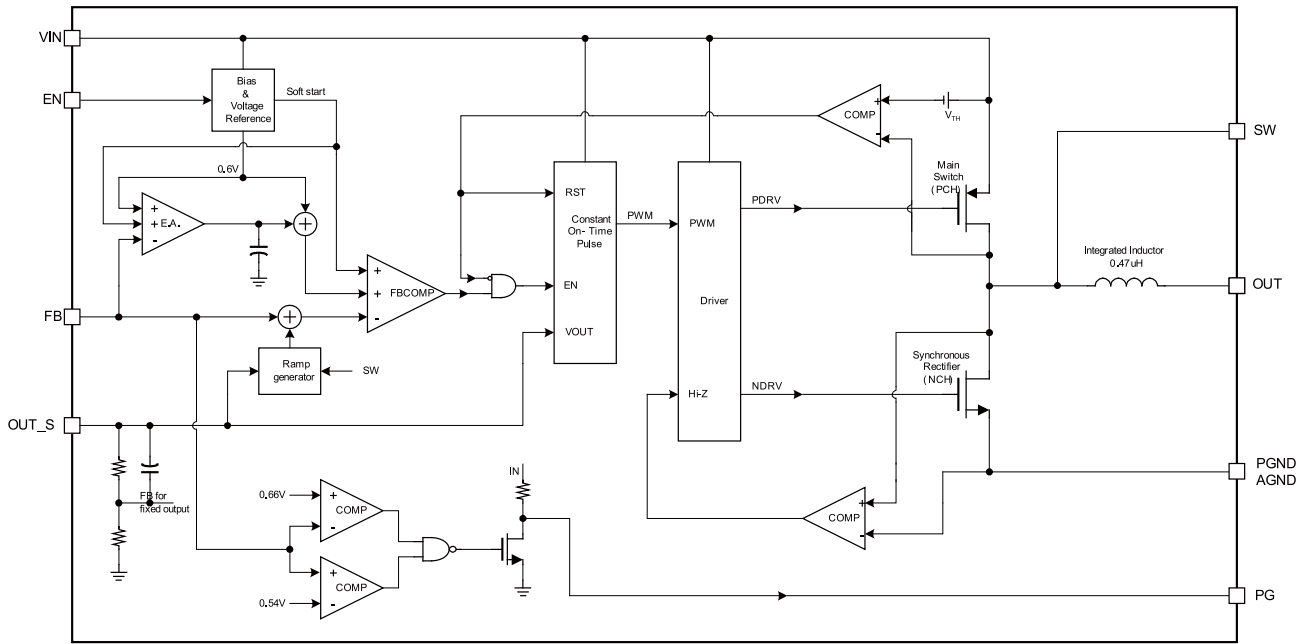 VIN
EN
Bias
&
Voltage
Reference
Soft start
0.6V
+
+
-
E.A.
+
+
+
-
FBCOMP
FB
+
Ramp
generator
SW
OUT_S
FB for
fixed output
RST
Constant
On- Time
Pulse
EN
VOUT
PWM
PWM
Driver
Hi-Z
PDRV
NDRV
COMP
+
-
VTH
Main
Switch
(PCH)
SW
Integrated Inductor
0.47uH
OUT
Synchronous
Rectifier
(NCH)
PGND
AGND
COMP
+
-
0.66V
+
-
COMP
+
-
COMP
0.54V
IN
PG